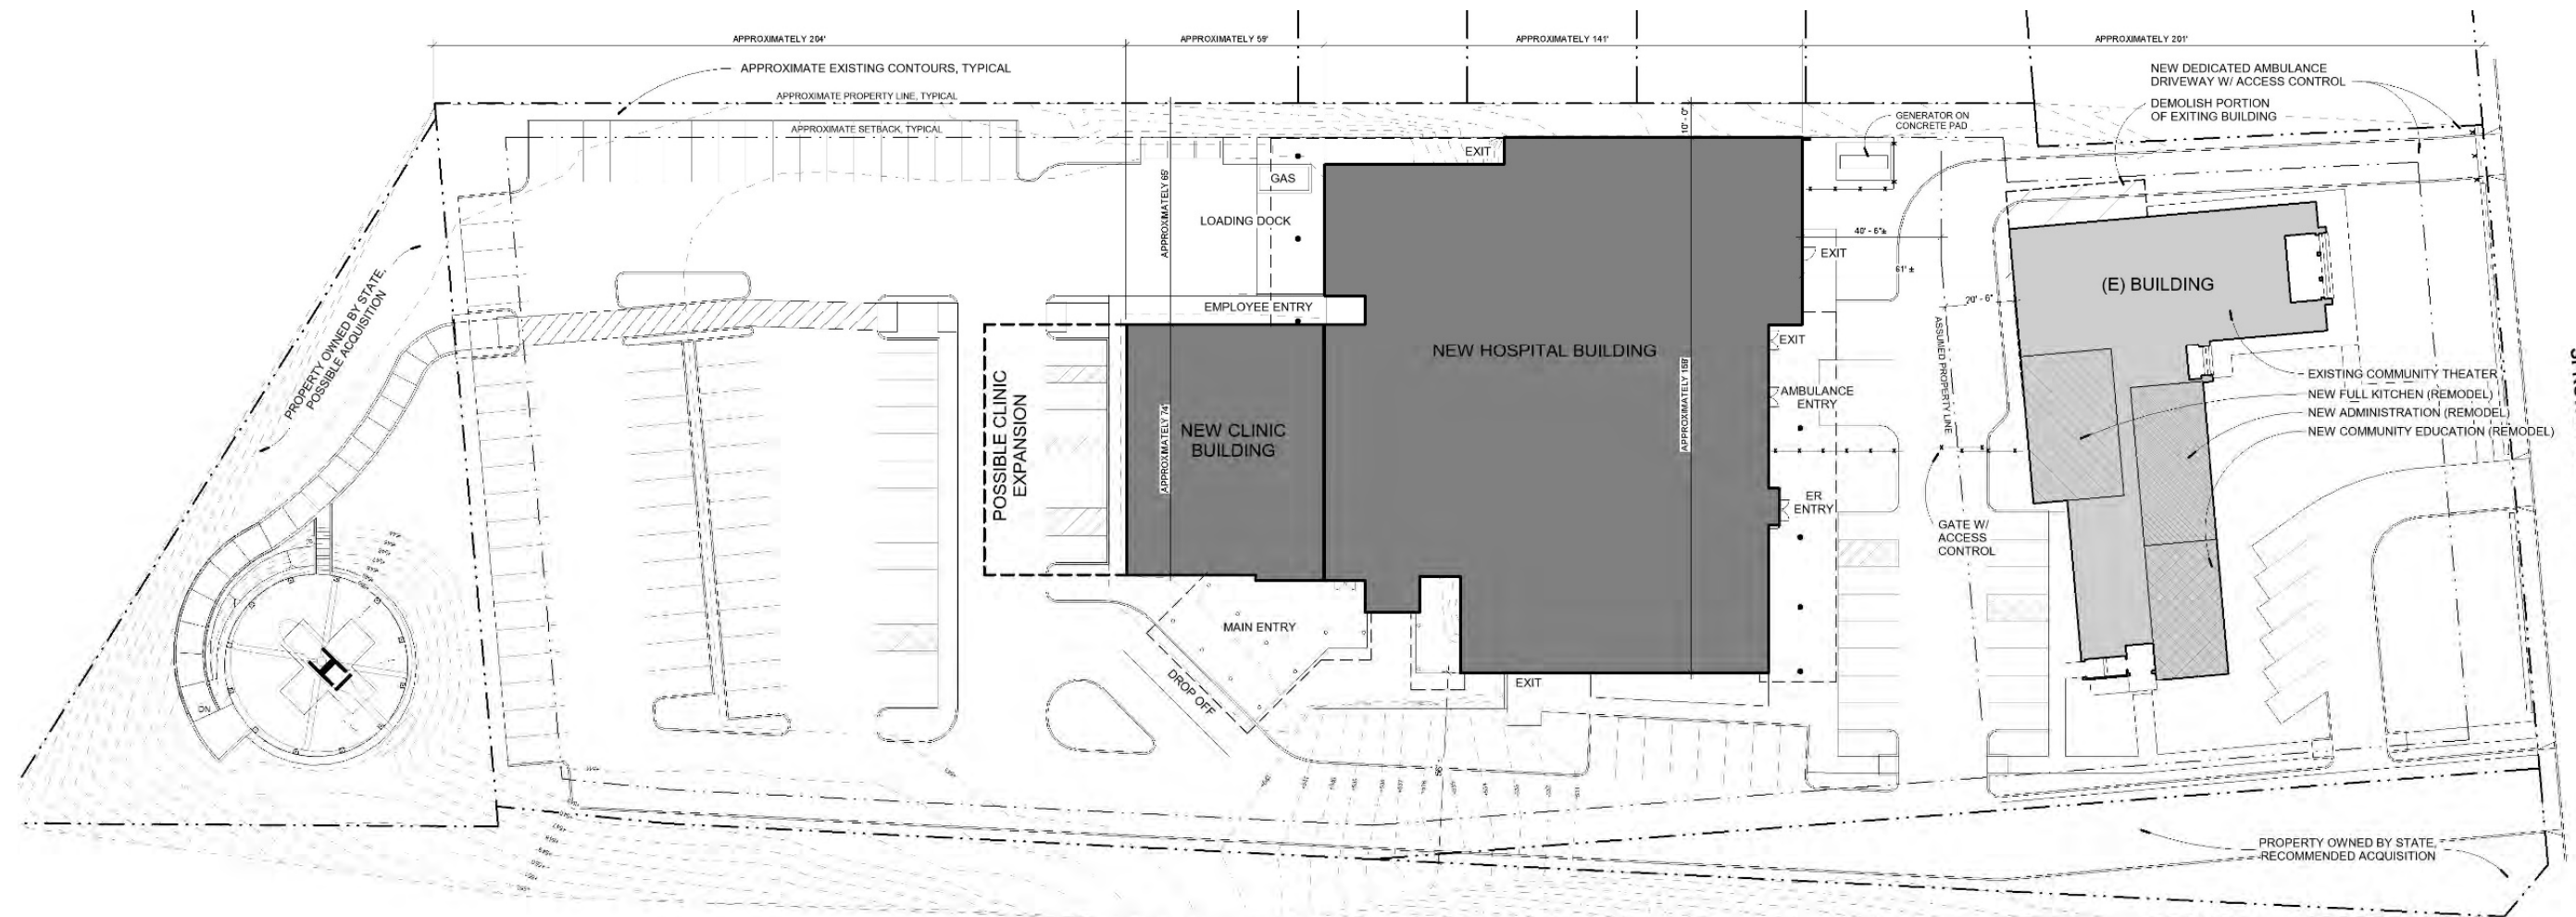 APPROXIMATELY 204'
APPROXIMATELY 59'
APPROXIMATELY 141'
APPROXIMATELY 201'
APPROXIMATE EXISTING CONTOURS, TYPICAL
APPROXIMATE PROPERTY LINE, TYPICAL
APPROXIMATE SETBACK, TYPICAL
NEW DEDICATED AMBULANCE
DRIVEWAY W/ ACCESS CONTROL
DEMOLISH PORTION
OF EXITING BUILDING
GENERATOR ON
CONCRETE PAD
10'- 0"
EXIT
GAS
LOADING DOCK
APPROXIMATELY 65'
EMPLOYEE ENTRY
PROPERTY OWNED BY STATE,
POSSIBLE ACQUISITION
POSSIBLE CLINIC
EXPANSION
NEW CLINIC
BUILDING
APPROXIMATELY 74'
NEW HOSPITAL BUILDING
APPROXIMATELY 158'
EXIT
40' - 6"±
61' ±
20' - 6"
ASSUMED PROPERTY LINE
EXIT
AMBULANCE
ENTRY
ER
ENTRY
GATE W/
ACCESS
CONTROL
(E) BUILDING
EXISTING COMMUNITY THEATER
NEW FULL KITCHEN (REMODEL)
NEW ADMINISTRATION (REMODEL)
NEW COMMUNITY EDUCATION (REMODEL)
MAIN ENTRY
DROP OFF
EXIT
56'
H
DN
PROPERTY OWNED BY STATE,
RECOMMENDED ACQUISITION